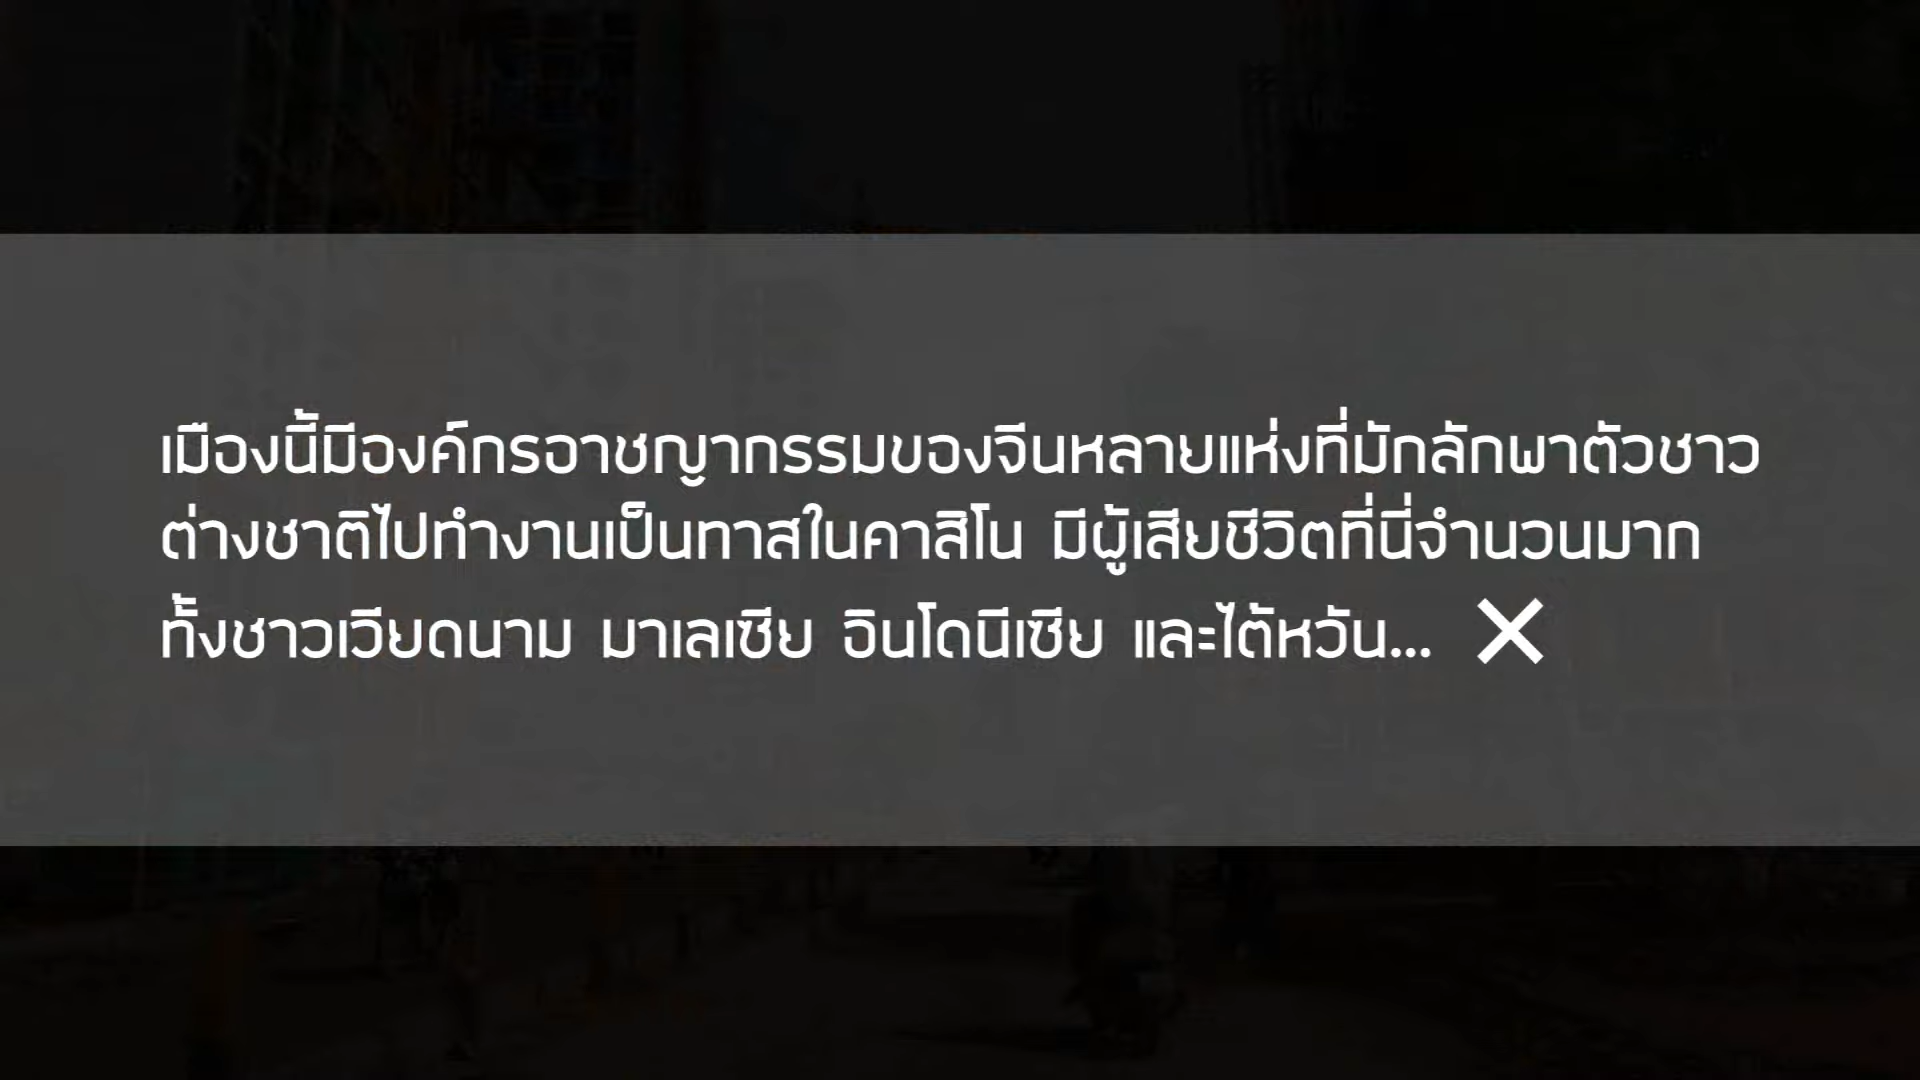 เมืองนี้มีองค์กรอาชญากรรมของจีนหลายแห่งที่มักลักพาตัวชาว
ต่างชาติไปทำงานเป็นทาสในคาสิโน มีผู้เสียชีวิตที่นี่จำนวนมาก
ทั้งชาวเวียดนาม มาเลเซีย อินโดนีเซีย และไต้หวัน...